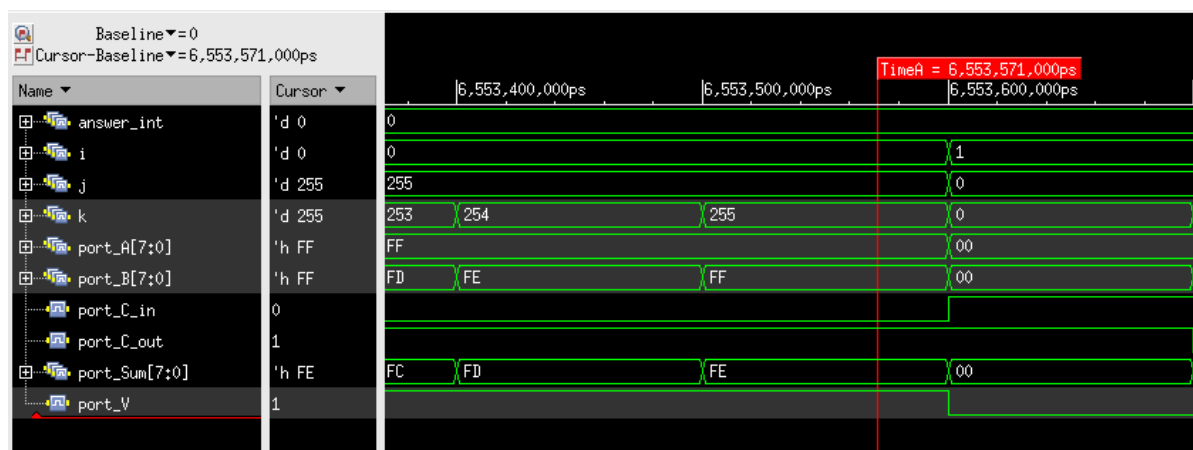 Baseline▼=0
Cursor-Baseline▼=6,553,571,000ps
TimeA = 6,553,571,000ps
Name ▼ Cursor ▼ 6,553,400,000ps 6,553,500,000ps 6,553,600,000ps
answer_int 'd 0 0
i 'd 0 0 1
j 'd 255 255 0
k 'd 255 253 254 255 0
port_A[7:0] 'h FF FF 00
port_B[7:0] 'h FF FD FE FF 00
port_C_in 0
port_C_out 1
port_Sum[7:0] 'h FE FC FD FE 00
port_V 1